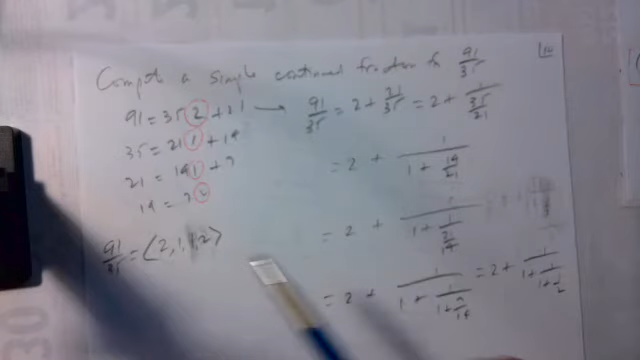 Compute a simple continued fraction for 91/35
91 = 35 2 + 21 → 91/35 = 2 + 21/35 = 2 + 1/(35/21)
35 = 21 1 + 14
= 2 + 1/(1 + 14/21)
21 = 14 1 + 7
14 = 7 2
= 2 + 1/(1 + 1/(21/14))
91/35 = ⟨2,1,1,2⟩
= 2 + 1/(1 + 1/(1 + 7/14)) = 2 + 1/(1 + 1/(1 + 1/2))